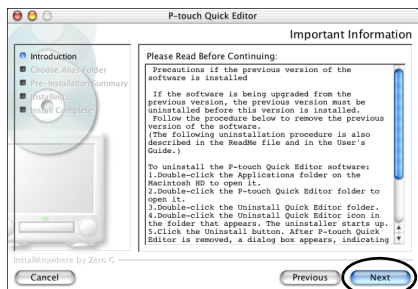 P-touch Quick Editor
Important Information
Introduction
Choose Alias Folder
Pre-Installation Summary
Installing...
Install Complete
Please Read Before Continuing:
Precautions if the previous version of the
software is installed
If the software is being upgraded from the
previous version, the previous version must be
uninstalled before this version is installed.
Follow the procedure below to remove the previous
version of the software.
(The following uninstallation procedure is also
described in the ReadMe file and in the User's
Guide.)
To uninstall the P-touch Quick Editor software:
1.Double-click the Applications folder on the
Macintosh HD to open it.
2.Double-click the P-touch Quick Editor folder to
open it.
3.Double-click the Uninstall Quick Editor folder.
4.Double-click the Uninstall Quick Editor icon in
the folder that appears. The uninstaller starts up.
5.Click the Uninstall button. After P-touch Quick
Editor is removed, a dialog box appears, indicating
InstallAnywhere by Zero G
Cancel
Previous
Next